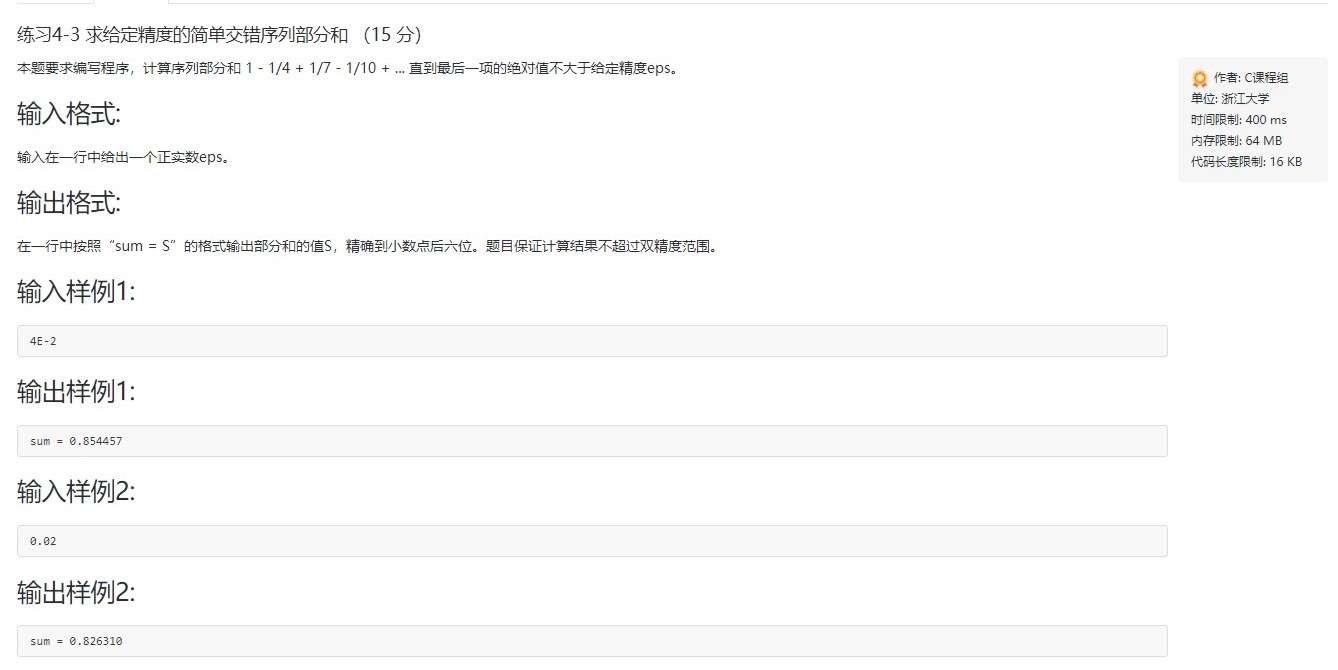 练习4-3 求给定精度的简单交错序列部分和 （15 分）
本题要求编写程序，计算序列部分和 1 - 1/4 + 1/7 - 1/10 + ... 直到最后一项的绝对值不大于给定精度eps。
作者: C课程组
单位: 浙江大学
时间限制: 400 ms
内存限制: 64 MB
代码长度限制: 16 KB
输入格式:
输入在一行中给出一个正实数eps。
输出格式:
在一行中按照“sum = S”的格式输出部分和的值S，精确到小数点后六位。题目保证计算结果不超过双精度范围。
输入样例1:
4E-2
输出样例1:
sum = 0.854457
输入样例2:
0.02
输出样例2:
sum = 0.826310